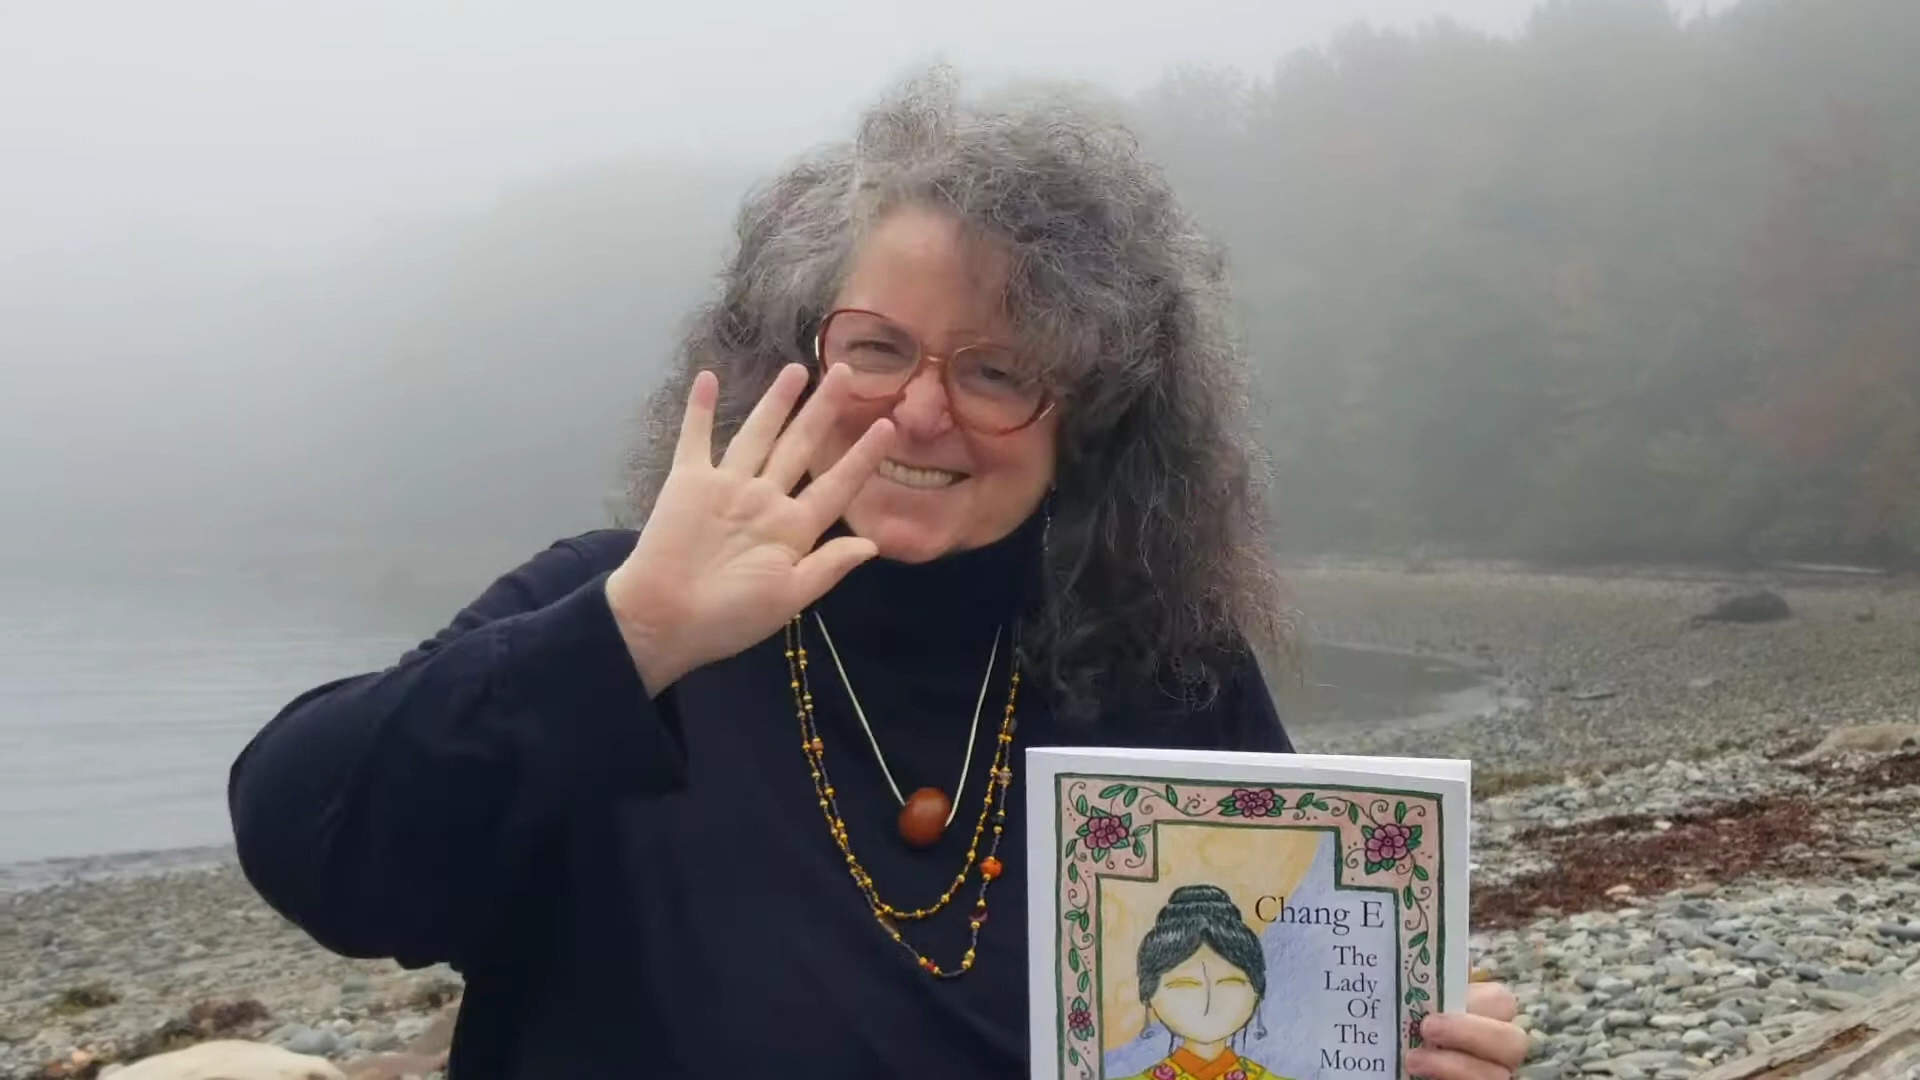 Chang E
The
Lady
Of
The
Moon